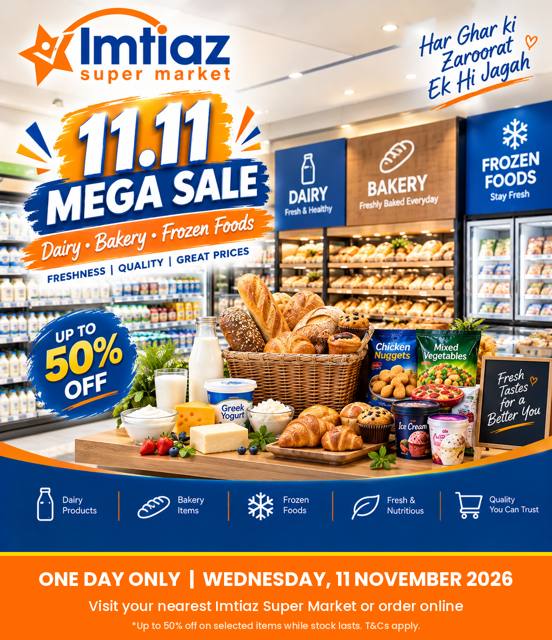 Imtiaz
super market
Har Ghar ki
Zaroorat
Ek Hi Jagah
11.11
MEGA SALE
Dairy • Bakery • Frozen Foods
FRESHNESS | QUALITY | GREAT PRICES
UP TO
50%
OFF
DAIRY
Fresh & Healthy
BAKERY
Freshly Baked Everyday
FROZEN
FOODS
Stay Fresh
Greek
Yogurt
Chicken
Nuggets
Mixed
Vegetables
Ice Cream
Fresh
Tastes
for a
Better You
Dairy
Products
Bakery
Items
Frozen
Foods
Fresh &
Nutritious
Quality
You Can Trust
ONE DAY ONLY | WEDNESDAY, 11 NOVEMBER 2026
Visit your nearest Imtiaz Super Market or order online
*Up to 50% off on selected items while stock lasts. T&Cs apply.